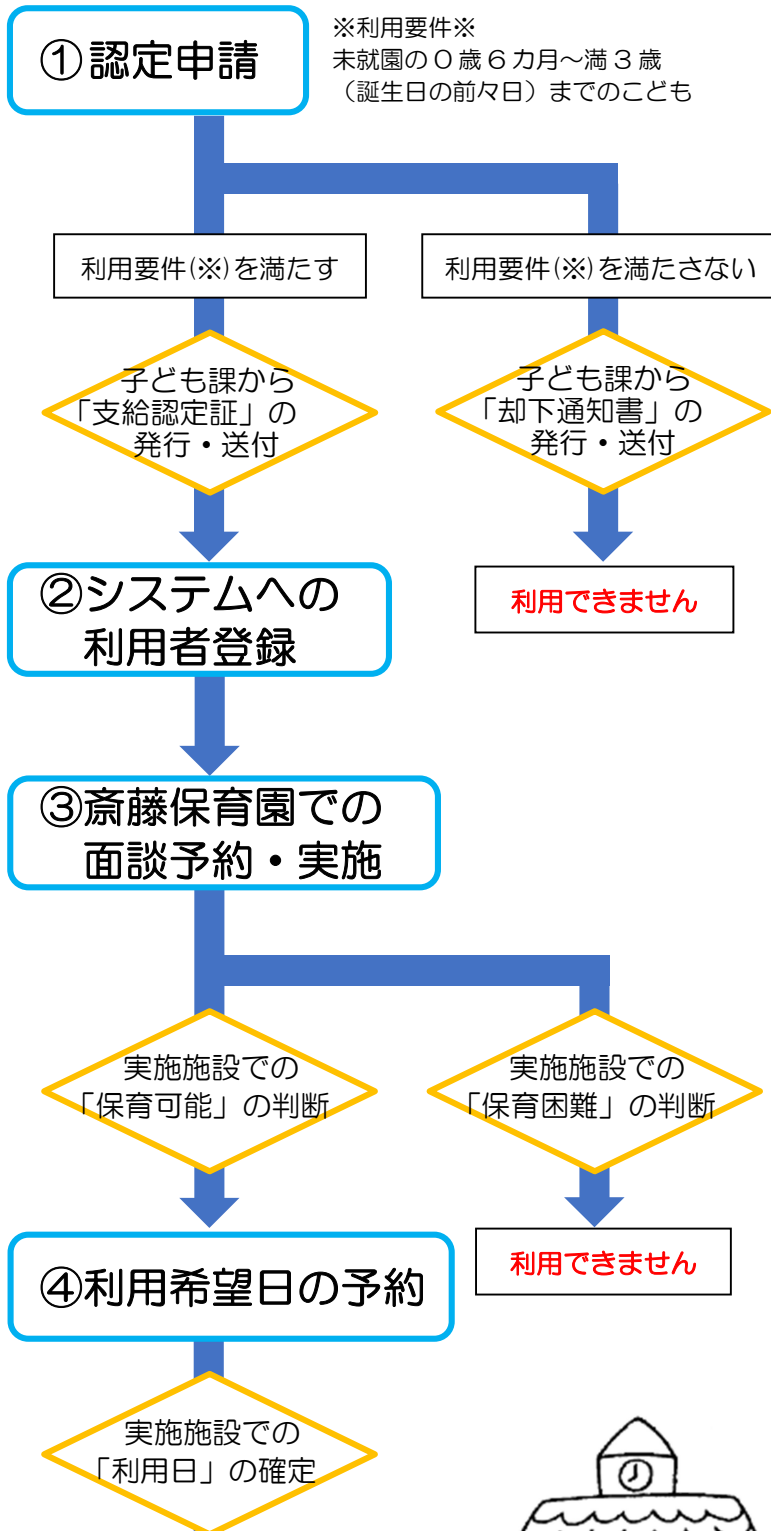 ①認定申請
※利用要件※
未就園の０歳６カ月～満３歳
（誕生日の前々日）までのこども
利用要件(※)を満たす
利用要件(※)を満たさない
子ども課から
「支給認定証」の
発行・送付
子ども課から
「却下通知書」の
発行・送付
②システムへの
利用者登録
利用できません
③斎藤保育園での
面談予約・実施
実施施設での
「保育可能」の判断
実施施設での
「保育困難」の判断
④利用希望日の予約
利用できません
実施施設での
「利用日」の確定